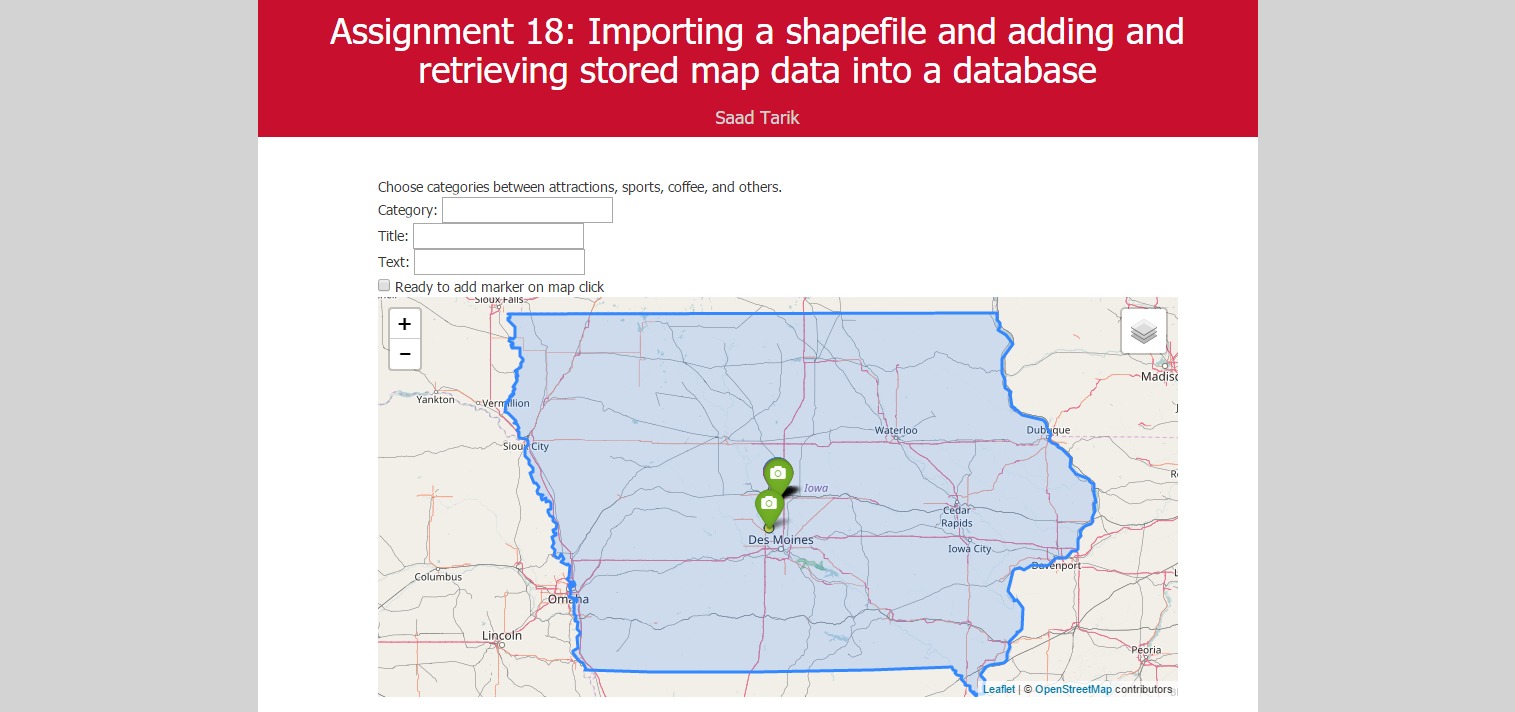 Assignment 18: Importing a shapefile and adding and
retrieving stored map data into a database
Saad Tarik
Choose categories between attractions, sports, coffee, and others.
Category:
Title:
Text:
Ready to add marker on map click
Sioux Falls
+
−
Madisc
Yankton
Vermillion
Waterloo
Dubuque
Sioux City
Iowa
Cedar
Rapids
Des Moines
Iowa City
Davenport
Columbus
Omaha
Lincoln
Peoria
Leaflet | © OpenStreetMap contributors